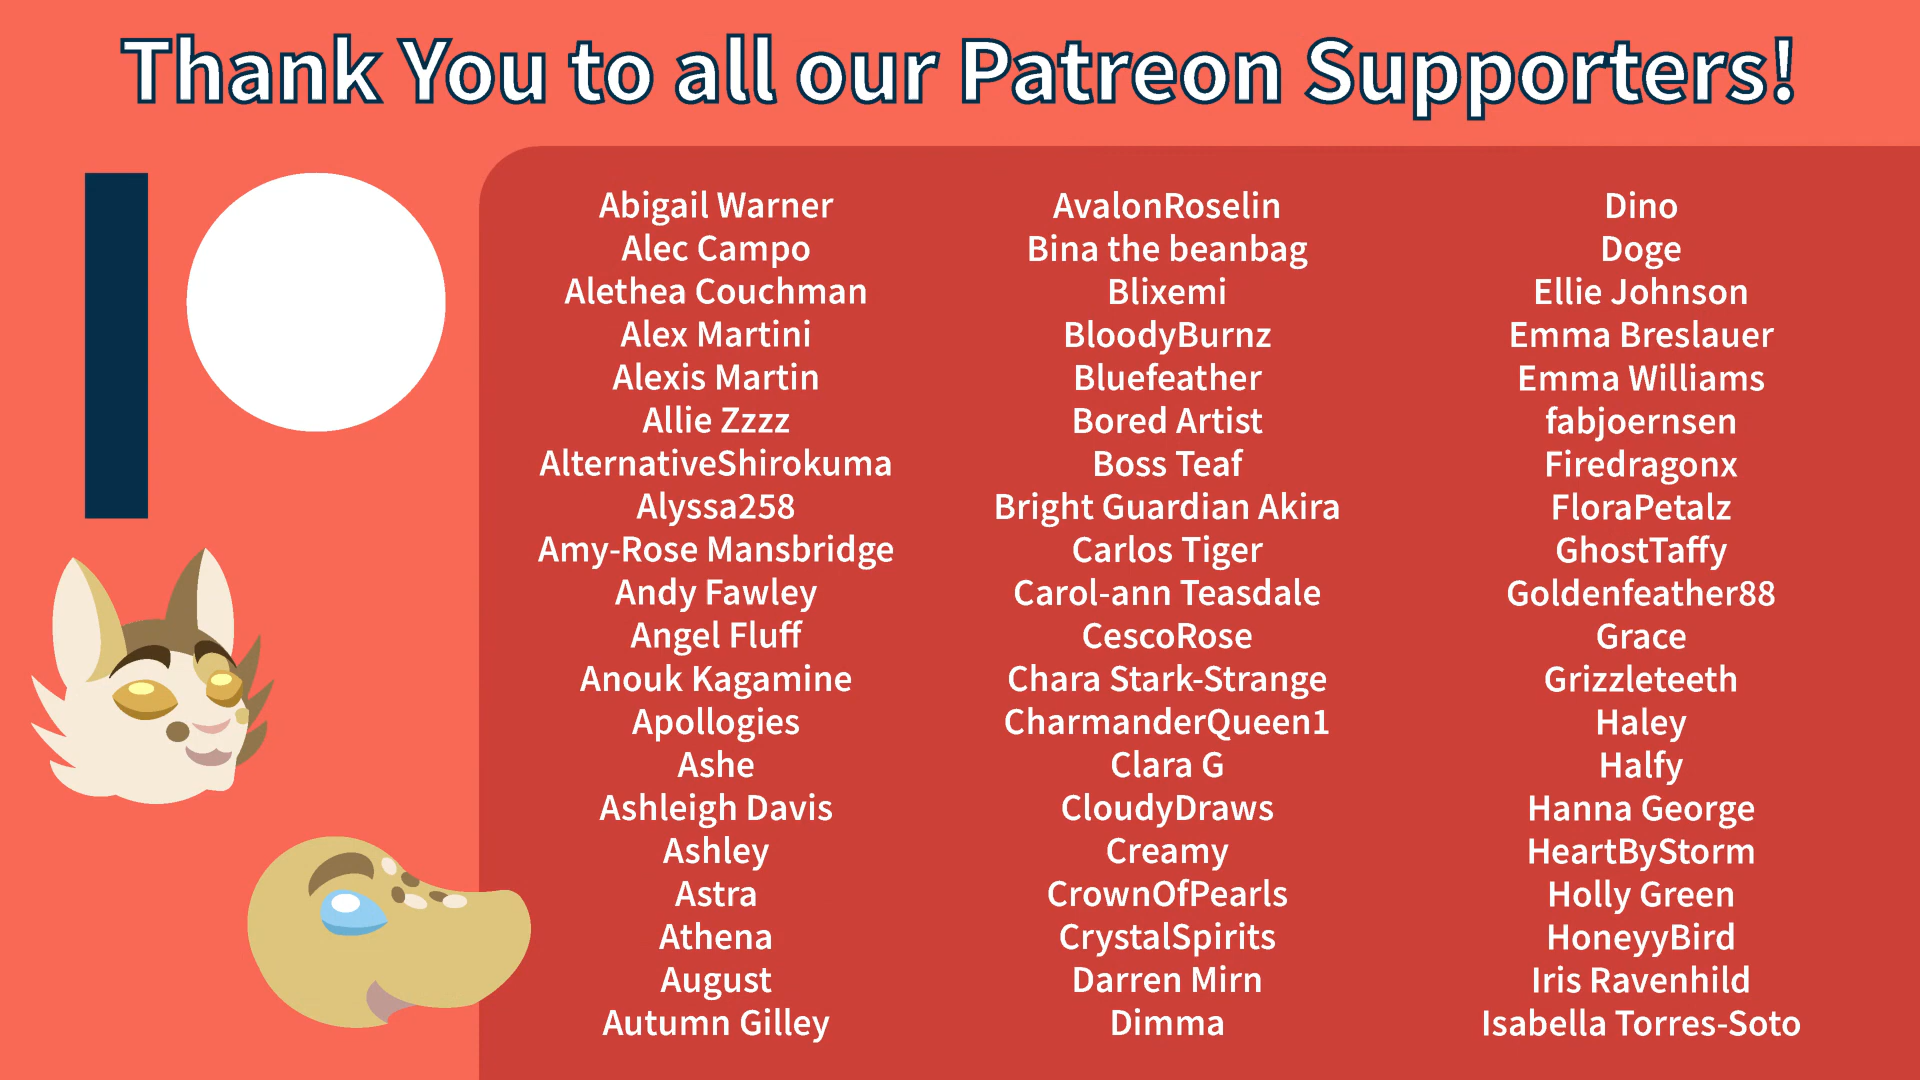 Thank You to all our Patreon Supporters!
Abigail Warner
Alec Campo
Alethea Couchman
Alex Martini
Alexis Martin
Allie Zzzz
AlternativeShirokuma
Alyssa258
Amy-Rose Mansbridge
Andy Fawley
Angel Fluff
Anouk Kagamine
Apollogies
Ashe
Ashleigh Davis
Ashley
Astra
Athena
August
Autumn Gilley
AvalonRoselin
Bina the beanbag
Blixemi
BloodyBurnz
Bluefeather
Bored Artist
Boss Teaf
Bright Guardian Akira
Carlos Tiger
Carol-ann Teasdale
CescoRose
Chara Stark-Strange
CharmanderQueen1
Clara G
CloudyDraws
Creamy
CrownOfPearls
CrystalSpirits
Darren Mirn
Dimma
Dino
Doge
Ellie Johnson
Emma Breslauer
Emma Williams
fabjoernsen
Firedragonx
FloraPetalz
GhostTaffy
Goldenfeather88
Grace
Grizzleteeth
Haley
Halfy
Hanna George
HeartByStorm
Holly Green
HoneyyBird
Iris Ravenhild
Isabella Torres-Soto